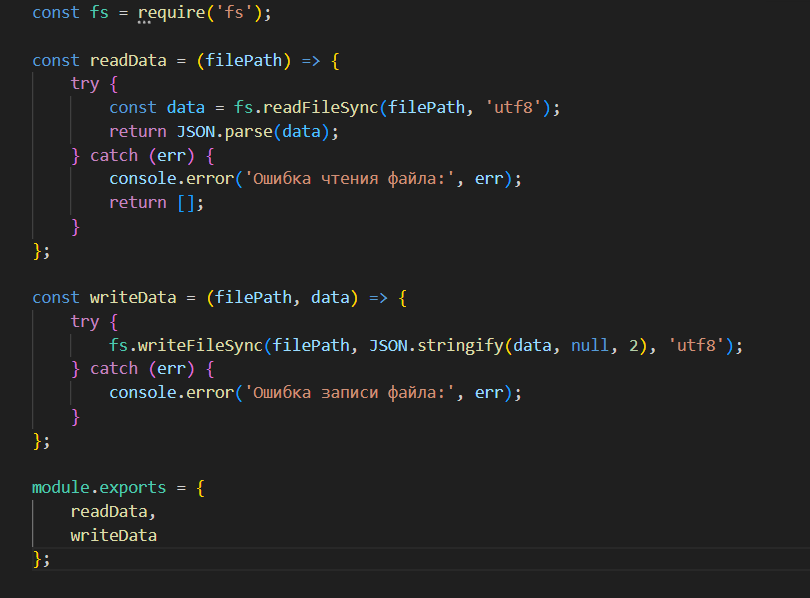 const fs = require('fs');
const readData = (filePath) => {
try {
const data = fs.readFileSync(filePath, 'utf8');
return JSON.parse(data);
} catch (err) {
console.error('Ошибка чтения файла:', err);
return [];
}
};
const writeData = (filePath, data) => {
try {
fs.writeFileSync(filePath, JSON.stringify(data, null, 2), 'utf8');
} catch (err) {
console.error('Ошибка записи файла:', err);
}
};
module.exports = {
readData,
writeData
};